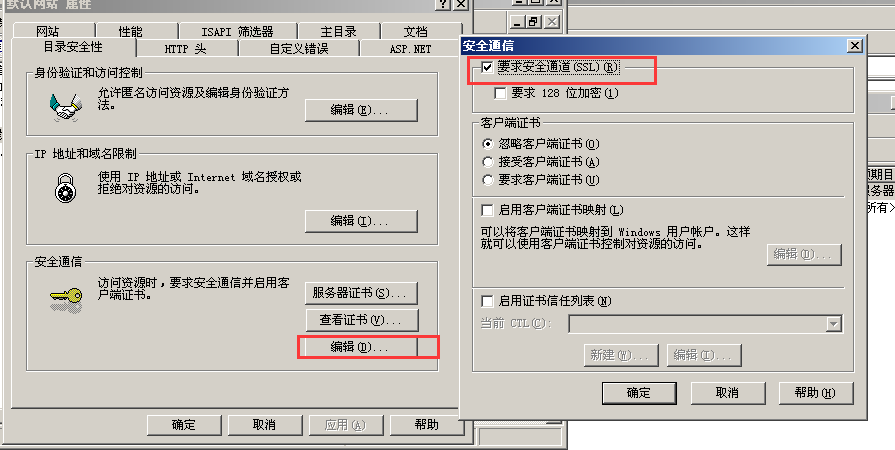 默认网站 属性
网站
性能
ISAPI 筛选器
主目录
文档
目录安全性
HTTP 头
自定义错误
ASP.NET
身份验证和访问控制
允许匿名访问资源及编辑身份验证方
法。
编辑(E)...
IP 地址和域名限制
使用 IP 地址或 Internet 域名授权或
拒绝对资源的访问。
编辑(I)...
安全通信
访问资源时，要求安全通信并启用客
户端证书。
服务器证书(S)...
查看证书(V)...
编辑(D)...
确定
取消
应用(A)
帮助
安全通信
要求安全通道(SSL)(R)
要求 128 位加密(1)
客户端证书
忽略客户端证书(O)
接受客户端证书(A)
要求客户端证书(U)
启用客户端证书映射(L)
可以将客户端证书映射到 Windows 用户帐户。这样
就可以使用客户端证书控制对资源的访问。
编辑(D)...
启用证书信任列表(N)
当前 CTL(C):
新建(W)...
编辑(I)...
确定
取消
帮助(H)
预期目
服务器
所有>